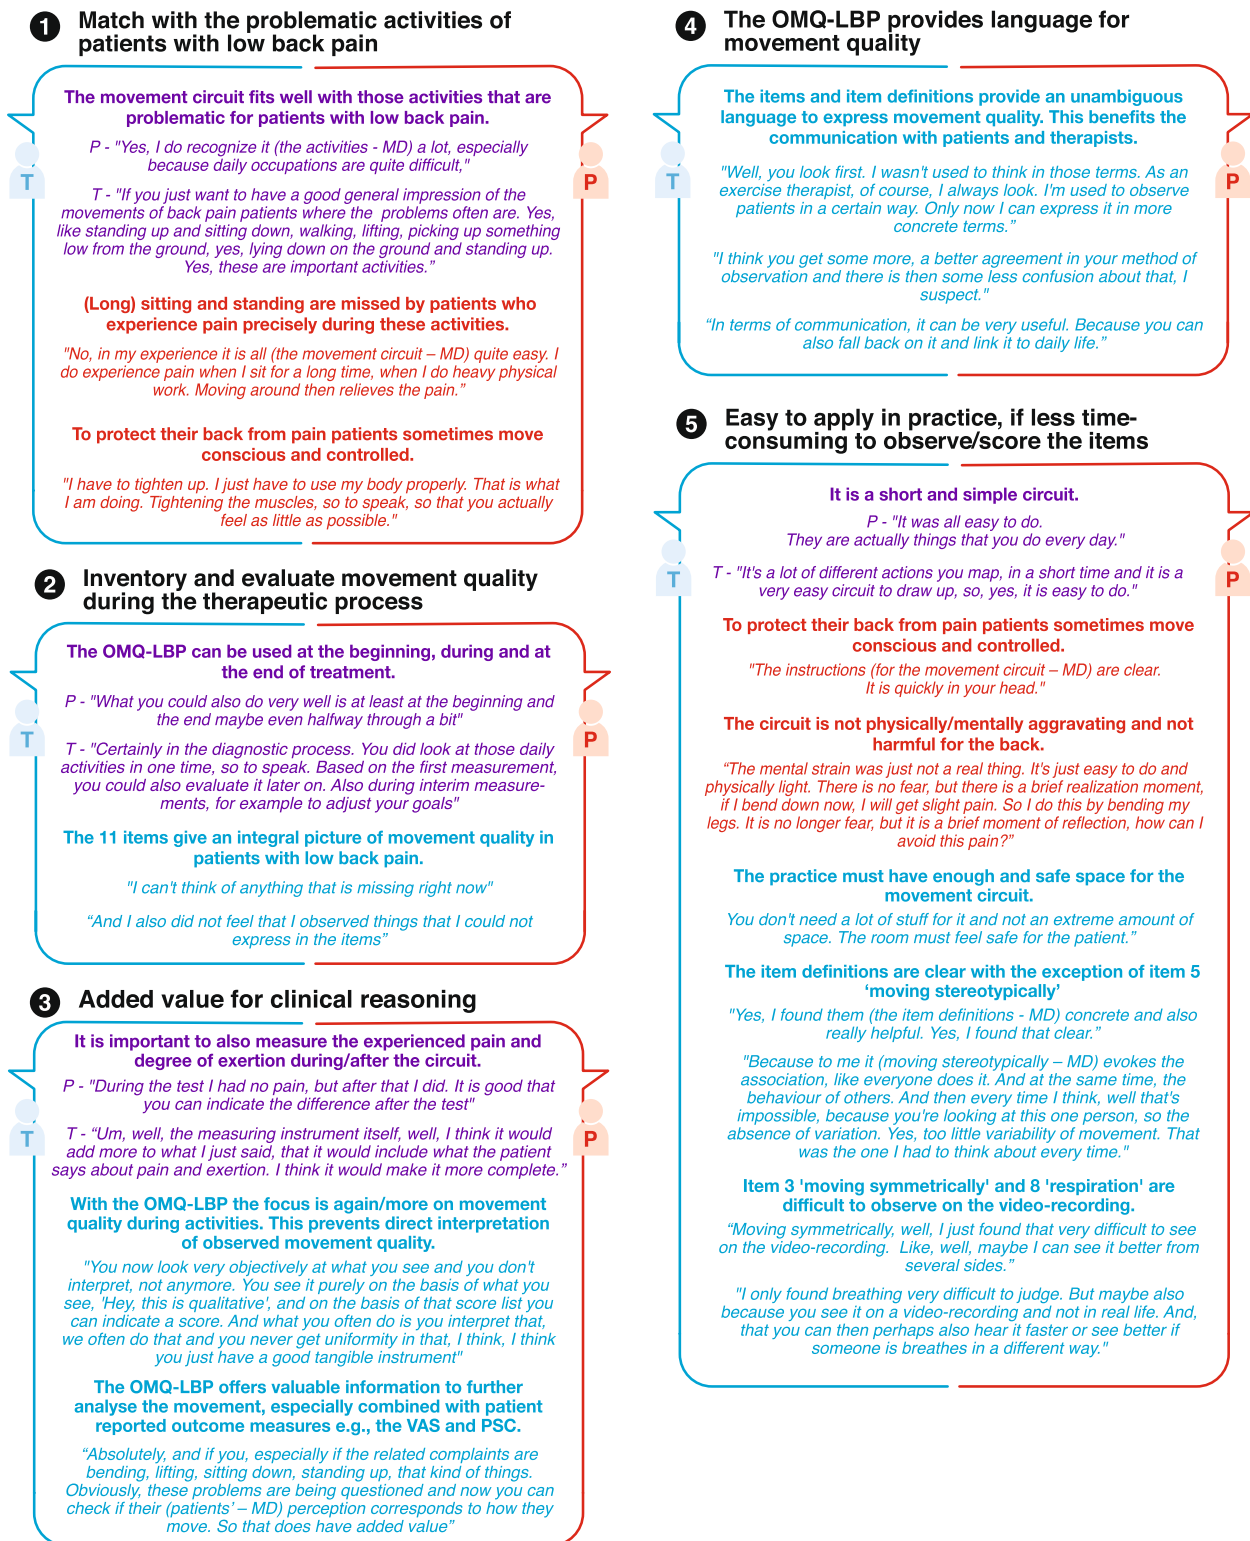 1 Match with the problematic activities of
patients with low back pain
The movement circuit fits well with those activities that are
problematic for patients with low back pain.
P - "Yes, I do recognize it (the activities - MD) a lot, especially
because daily occupations are quite difficult,"
T
P
T - "If you just want to have a good general impression of the
movements of back pain patients where the problems often are. Yes,
like standing up and sitting down, walking, lifting, picking up something
low from the ground, yes, lying down on the ground and standing up.
Yes, these are important activities.”
(Long) sitting and standing are missed by patients who
experience pain precisely during these activities.
"No, in my experience it is all (the movement circuit – MD) quite easy. I
do experience pain when I sit for a long time, when I do heavy physical
work. Moving around then relieves the pain.”
To protect their back from pain patients sometimes move
conscious and controlled.
"I have to tighten up. I just have to use my body properly. That is what
I am doing. Tightening the muscles, so to speak, so that you actually
feel as little as possible."
2 Inventory and evaluate movement quality
during the therapeutic process
The OMQ-LBP can be used at the beginning, during and at
the end of treatment.
P - "What you could also do very well is at least at the beginning and
the end maybe even halfway through a bit"
T
P
T - "Certainly in the diagnostic process. You did look at those daily
activities in one time, so to speak. Based on the first measurement,
you could also evaluate it later on. Also during interim measure-
ments, for example to adjust your goals"
The 11 items give an integral picture of movement quality in
patients with low back pain.
"I can't think of anything that is missing right now"
“And I also did not feel that I observed things that I could not
express in the items”
3 Added value for clinical reasoning
It is important to also measure the experienced pain and
degree of exertion during/after the circuit.
P - "During the test I had no pain, but after that I did. It is good that
you can indicate the difference after the test"
T
P
T - “Um, well, the measuring instrument itself, well, I think it would
add more to what I just said, that it would include what the patient
says about pain and exertion. I think it would make it more complete.”
With the OMQ-LBP the focus is again/more on movement
quality during activities. This prevents direct interpretation
of observed movement quality.
"You now look very objectively at what you see and you don't
interpret, not anymore. You see it purely on the basis of what you
see, 'Hey, this is qualitative', and on the basis of that score list you
can indicate a score. And what you often do is you interpret that,
we often do that and you never get uniformity in that, I think, I think
you just have a good tangible instrument"
The OMQ-LBP offers valuable information to further
analyse the movement, especially combined with patient
reported outcome measures e.g., the VAS and PSC.
“Absolutely, and if you, especially if the related complaints are
bending, lifting, sitting down, standing up, that kind of things.
Obviously, these problems are being questioned and now you can
check if their (patients’ – MD) perception corresponds to how they
move. So that does have added value”
4 The OMQ-LBP provides language for
movement quality
The items and item definitions provide an unambiguous
language to express movement quality. This benefits the
communication with patients and therapists.
T
P
"Well, you look first. I wasn't used to think in those terms. As an
exercise therapist, of course, I always look. I'm used to observe
patients in a certain way. Only now I can express it in more
concrete terms.”
"I think you get some more, a better agreement in your method of
observation and there is then some less confusion about that, I
suspect."
“In terms of communication, it can be very useful. Because you can
also fall back on it and link it to daily life.”
5 Easy to apply in practice, if less time-
consuming to observe/score the items
It is a short and simple circuit.
P - "It was all easy to do.
They are actually things that you do every day."
T
P
T - "It's a lot of different actions you map, in a short time and it is a
very easy circuit to draw up, so, yes, it is easy to do."
To protect their back from pain patients sometimes move
conscious and controlled.
"The instructions (for the movement circuit – MD) are clear.
It is quickly in your head."
The circuit is not physically/mentally aggravating and not
harmful for the back.
“The mental strain was just not a real thing. It's just easy to do and
physically light. There is no fear, but there is a brief realization moment,
if I bend down now, I will get slight pain. So I do this by bending my
legs. It is no longer fear, but it is a brief moment of reflection, how can I
avoid this pain?”
The practice must have enough and safe space for the
movement circuit.
You don't need a lot of stuff for it and not an extreme amount of
space. The room must feel safe for the patient.”
The item definitions are clear with the exception of item 5
‘moving stereotypically’
"Yes, I found them (the item definitions - MD) concrete and also
really helpful. Yes, I found that clear.”
"Because to me it (moving stereotypically – MD) evokes the
association, like everyone does it. And at the same time, the
behaviour of others. And then every time I think, well that's
impossible, because you're looking at this one person, so the
absence of variation. Yes, too little variability of movement. That
was the one I had to think about every time."
Item 3 'moving symmetrically' and 8 'respiration' are
difficult to observe on the video-recording.
“Moving symmetrically, well, I just found that very difficult to see
on the video-recording. Like, well, maybe I can see it better from
several sides.”
"I only found breathing very difficult to judge. But maybe also
because you see it on a video-recording and not in real life. And,
that you can then perhaps also hear it faster or see better if
someone is breathes in a different way."